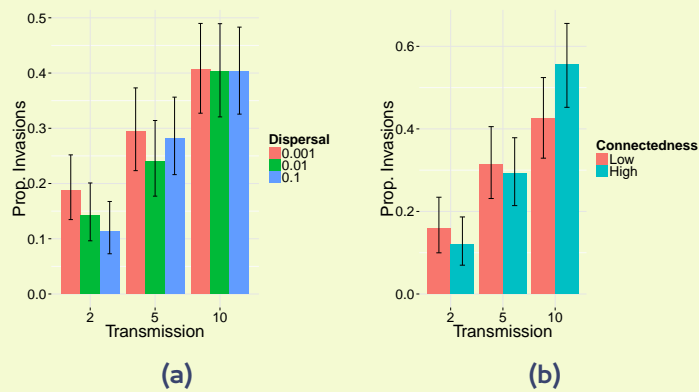 0.5
0.4
0.3
0.2
0.1
0.0
Prop. Invasions
2
5
10
Transmission
Dispersal
0.001
0.01
0.1
(a)
0.6
0.4
0.2
0.0
Prop. Invasions
2
5
10
Transmission
Connectedness
Low
High
(b)